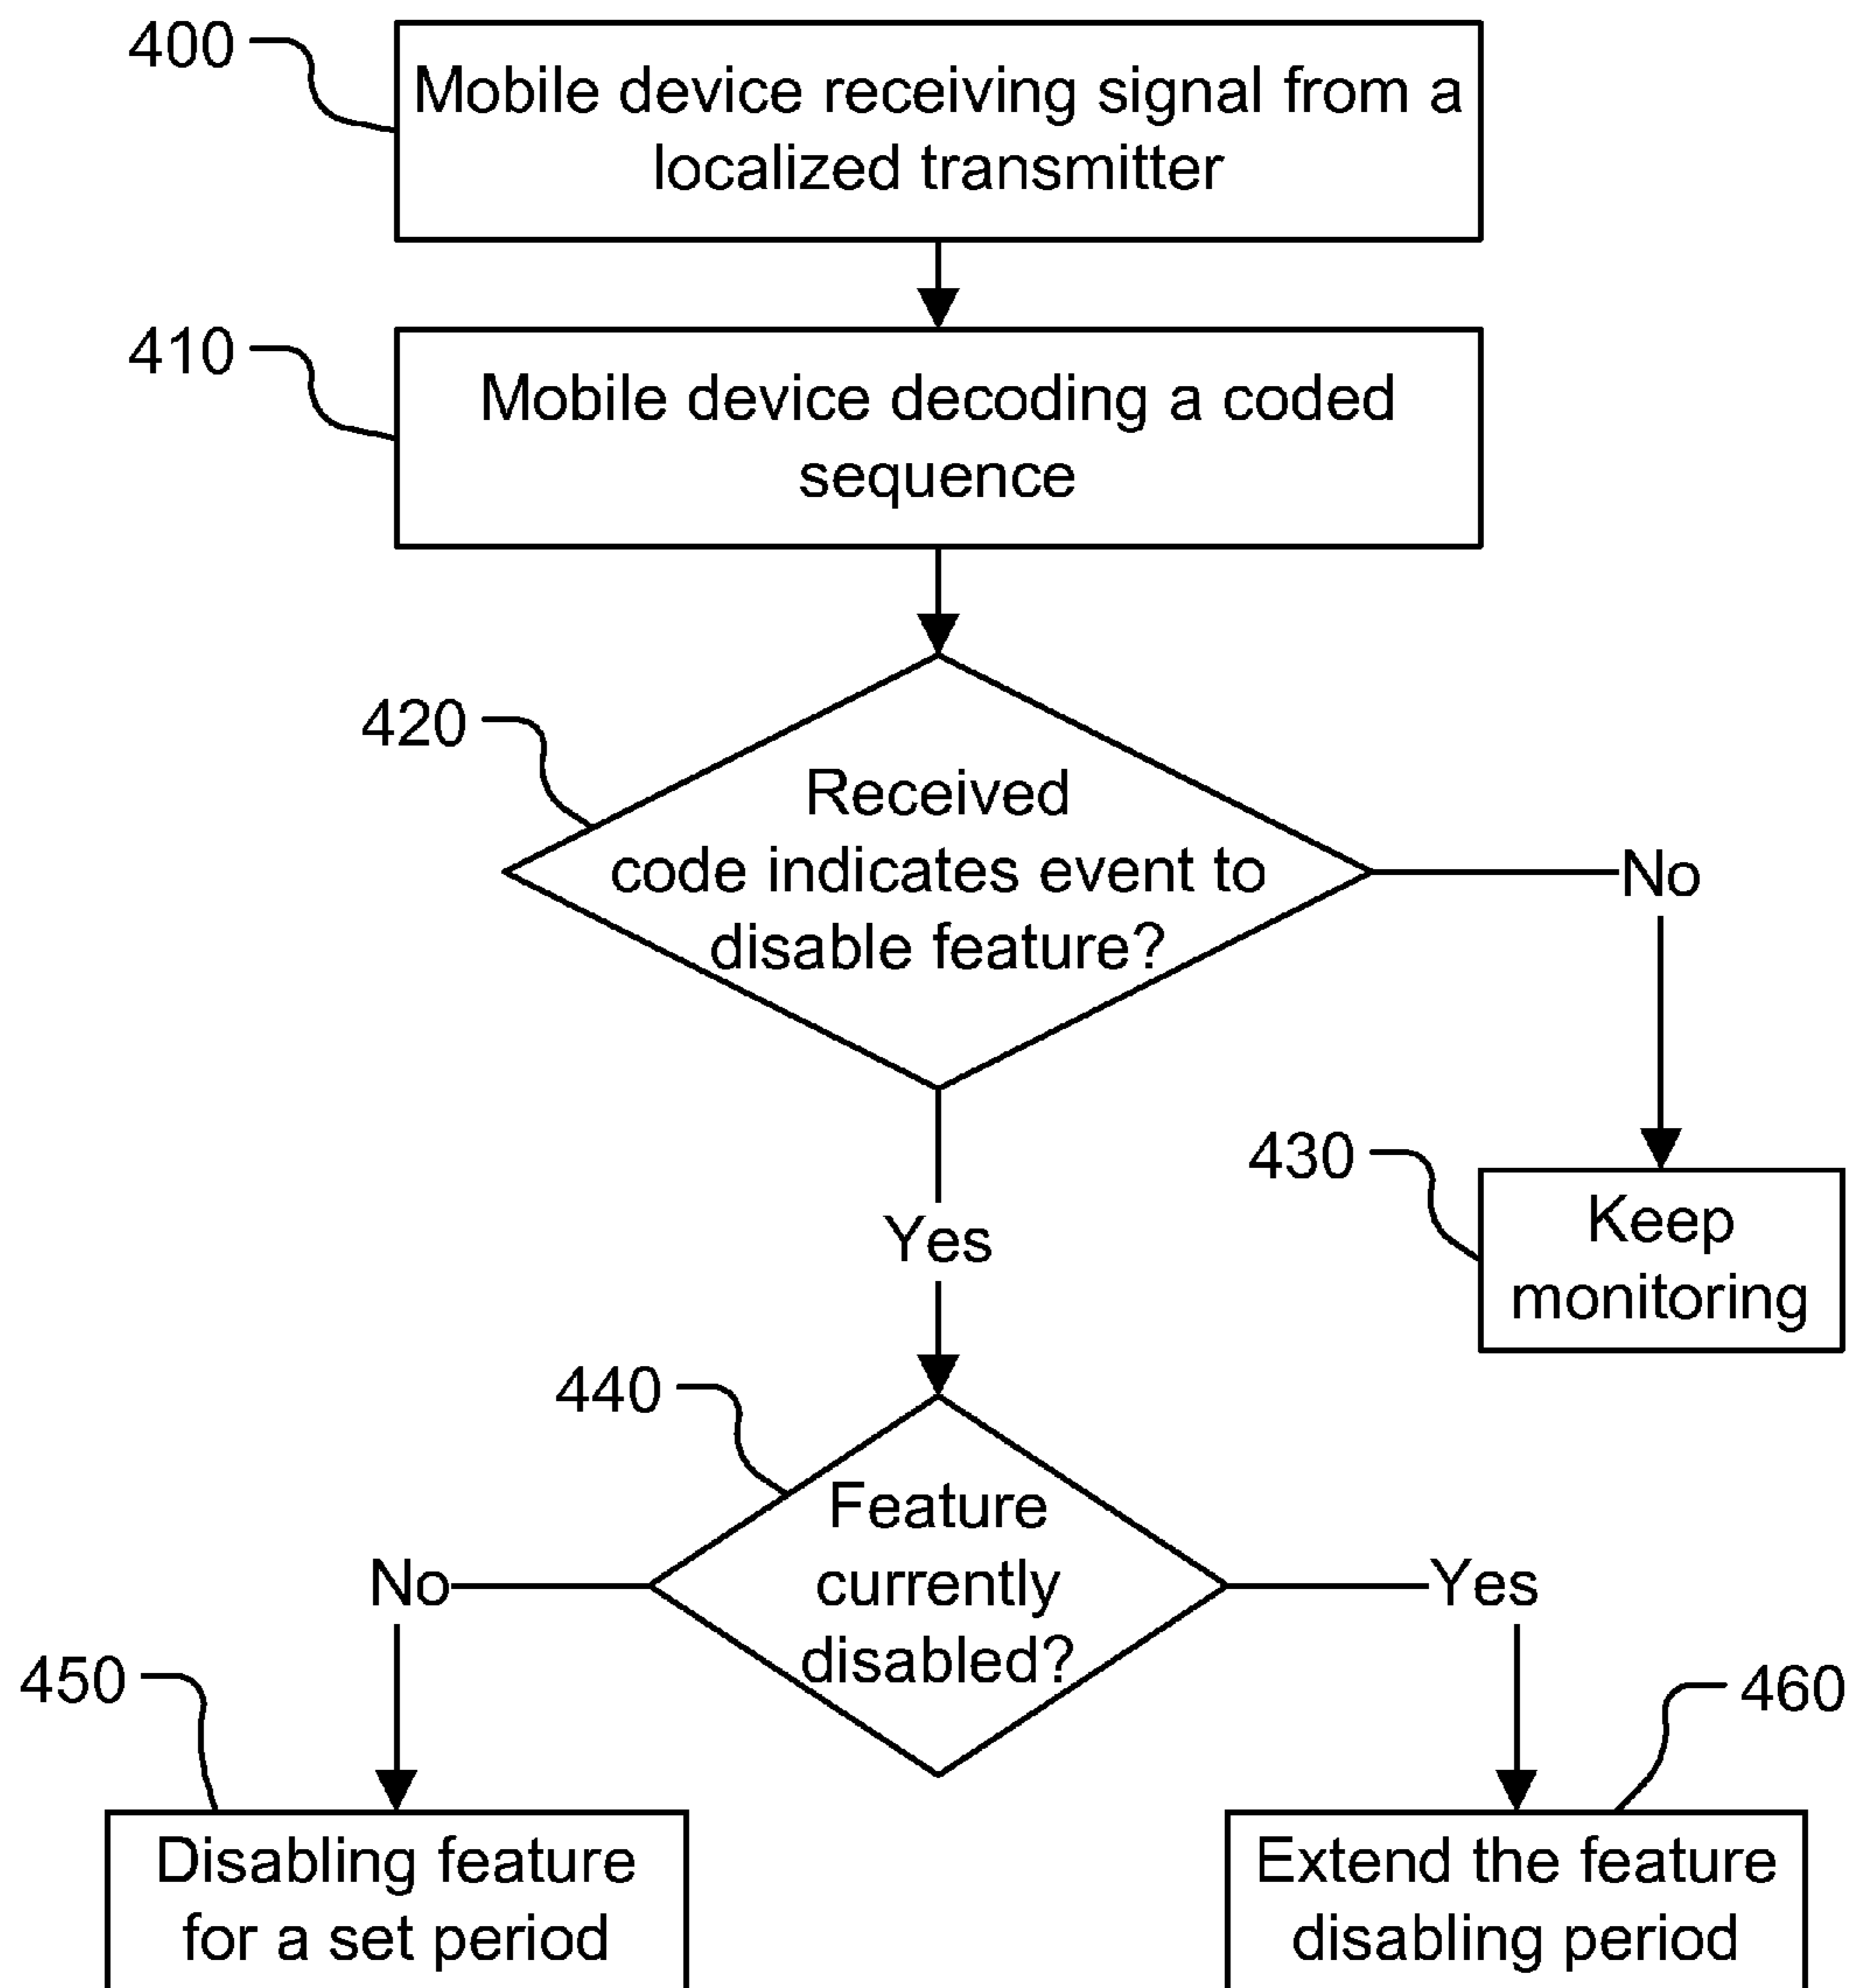 400
Mobile device receiving signal from a
localized transmitter
410
Mobile device decoding a coded
sequence
420
Received
code indicates event to
disable feature?
No
Yes
430
Keep
monitoring
440
Feature
currently
disabled?
No
Yes
450
Disabling feature
for a set period
460
Extend the feature
disabling period